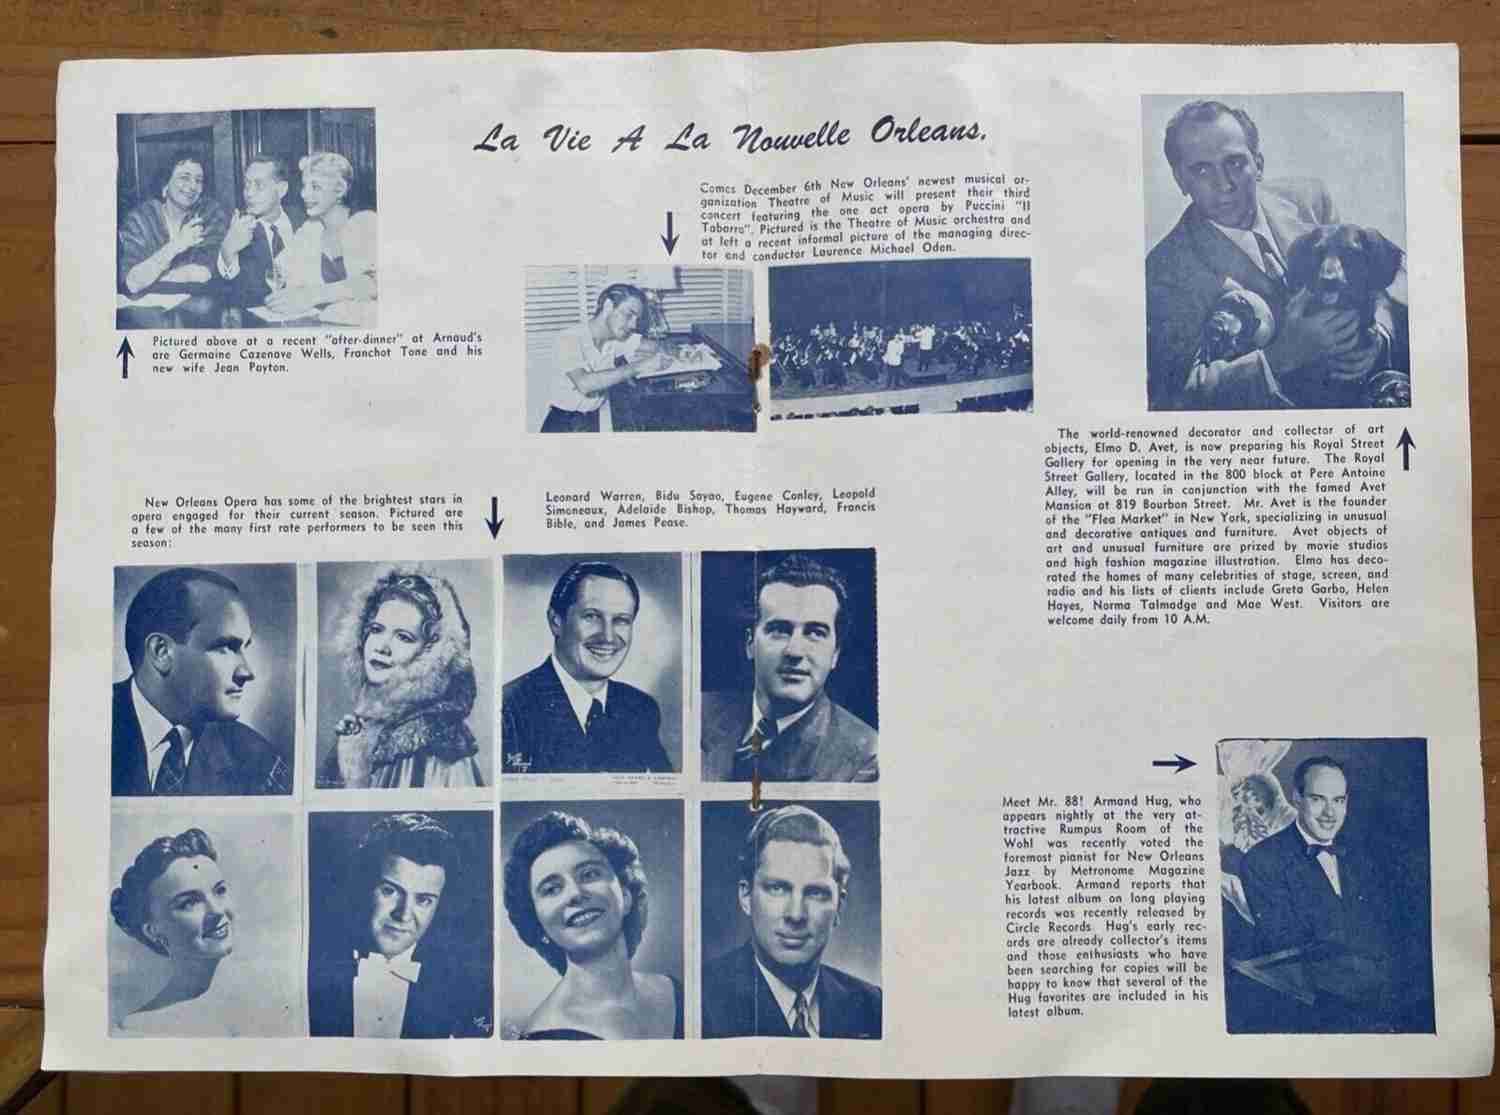 La Vie A La Nouvelle Orleans.
Pictured above at a recent "after-dinner" at Arnaud's
are Germaine Cazenave Wells, Franchot Tone and his
new wife Jean Payton.
Comes December 6th New Orleans' newest musical or-
ganization Theatre of Music will present their third
concert featuring the one act opera by Puccini "Il
Tabarro". Pictured is the Theatre of Music orchestra and
at left a recent informal picture of the managing direc-
tor and conductor Laurence Michael Oden.
The world-renowned decorator and collector of art
objects, Elmo D. Avet, is now preparing his Royal Street
Gallery for opening in the very near future. The Royal
Street Gallery, located in the 800 block at Pere Antoine
Alley, will be run in conjunction with the famed Avet
Mansion at 819 Bourbon Street. Mr. Avet is the founder
of the "Flea Market" in New York, specializing in unusual
and decorative antiques and furniture. Avet objects of
art and unusual furniture are prized by movie studios
and high fashion magazine illustration. Elmo has deco-
rated the homes of many celebrities of stage, screen, and
radio and his lists of clients include Greta Garbo, Helen
Hayes, Norma Talmadge and Mae West. Visitors are
welcome daily from 10 A.M.
New Orleans Opera has some of the brightest stars in
opera engaged for their current season. Pictured are
a few of the many first rate performers to be seen this
season:
Leonard Warren, Bidu Sayao, Eugene Conley, Leopold
Simoneaux, Adelaide Bishop, Thomas Hayward, Francis
Bible, and James Pease.
Meet Mr. 88! Armand Hug, who
appears nightly at the very at-
tractive Rumpus Room of the
Wohl was recently voted the
foremost pianist for New Orleans
Jazz by Metronome Magazine
Yearbook. Armand reports that
his latest album on long playing
records was recently released by
Circle Records. Hug's early rec-
ords are already collector's items
and those enthusiasts who have
been searching for copies will be
happy to know that several of the
Hug favorites are included in his
latest album.